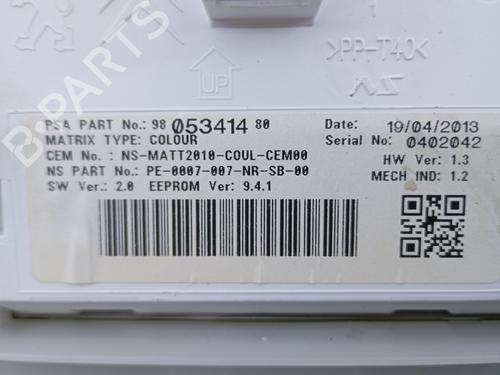 1
>PP-T40<
UP
B-PARTS
PSA PART No.: 98 053414 80 Date: 19/04/2013
MATRIX TYPE: COLOUR Serial No: 0402042
CEM No. : NS-MATT2010-COUL-CEM00 HW Ver: 1.3
NS PART No.: PE-0007-007-NR-SB-00 MECH IND: 1.2
SW Ver.: 2.0 EEPROM Ver: 9.4.1